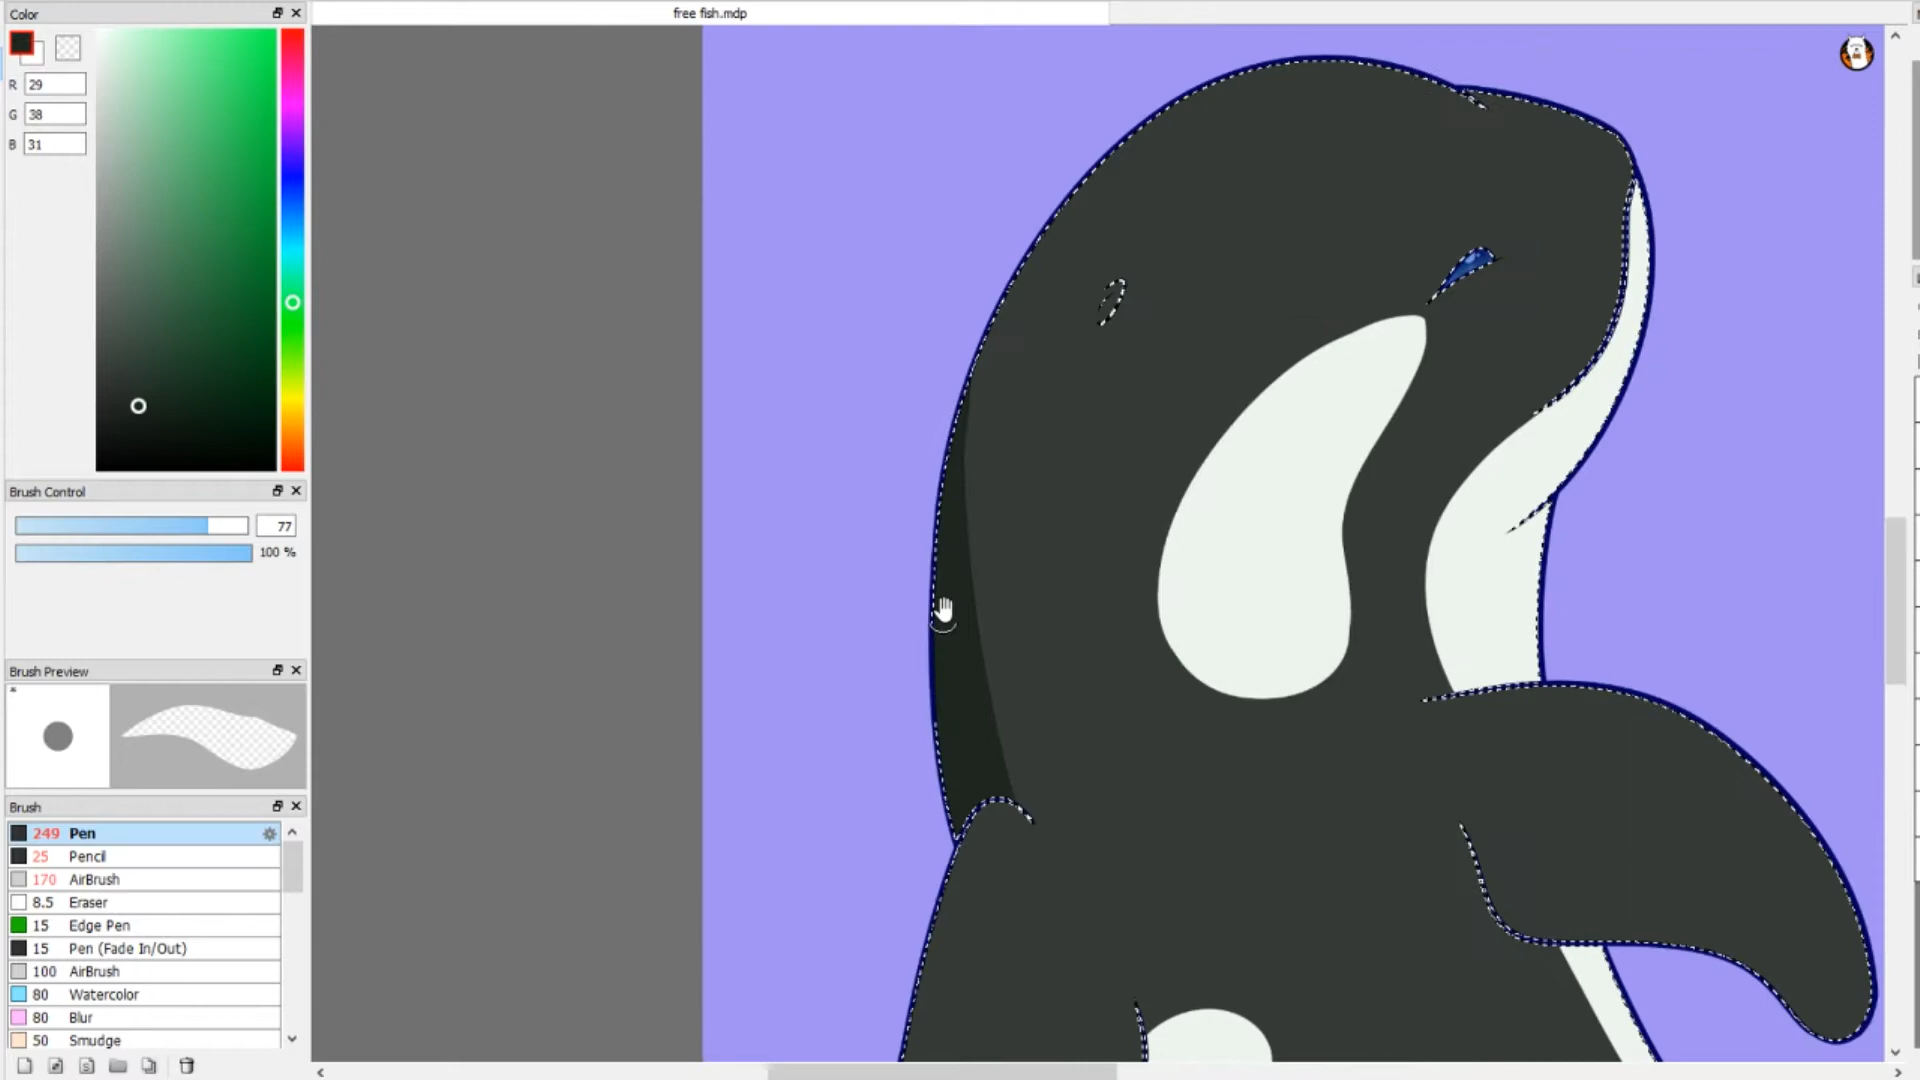 Color
free fish.mdp
R 29
G 38
B 31
Brush Control
77
100 %
Brush Preview
*
Brush
249 Pen
25 Pencil
170 AirBrush
8.5 Eraser
15 Edge Pen
15 Pen (Fade In/Out)
100 AirBrush
80 Watercolor
80 Blur
50 Smudge